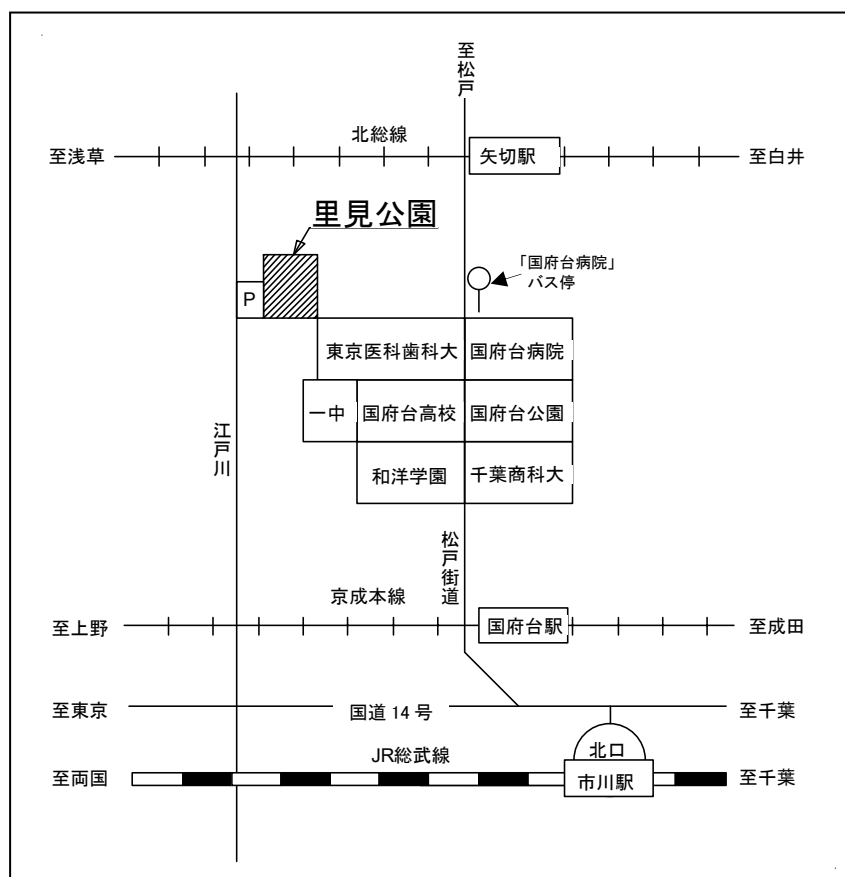 至松戸
北総線
至浅草
矢切駅
至白井
里見公園
「国府台病院」
バス停
P
東京医科歯科大
国府台病院
一中
国府台高校
国府台公園
江戸川
和洋学園
千葉商科大
松戸街道
京成本線
至上野
国府台駅
至成田
至東京
国道14号
至千葉
北口
JR総武線
至両国
市川駅
至千葉